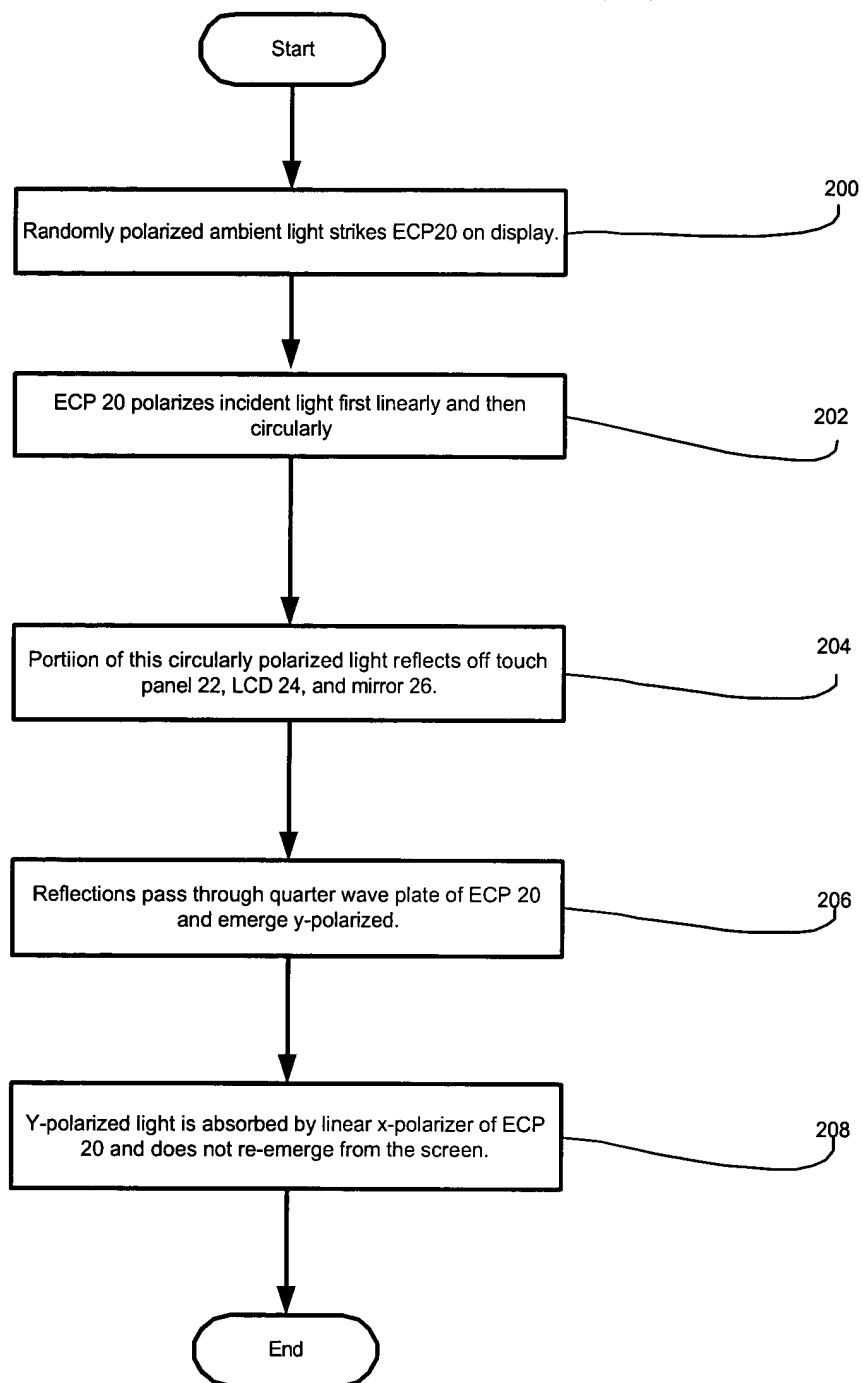 Start
200
Randomly polarized ambient light strikes ECP20 on display.
ECP 20 polarizes incident light first linearly and then
circularly
202
Portiion of this circularly polarized light reflects off touch
panel 22, LCD 24, and mirror 26.
204
Reflections pass through quarter wave plate of ECP 20
and emerge y-polarized.
206
Y-polarized light is absorbed by linear x-polarizer of ECP
20 and does not re-emerge from the screen.
208
End